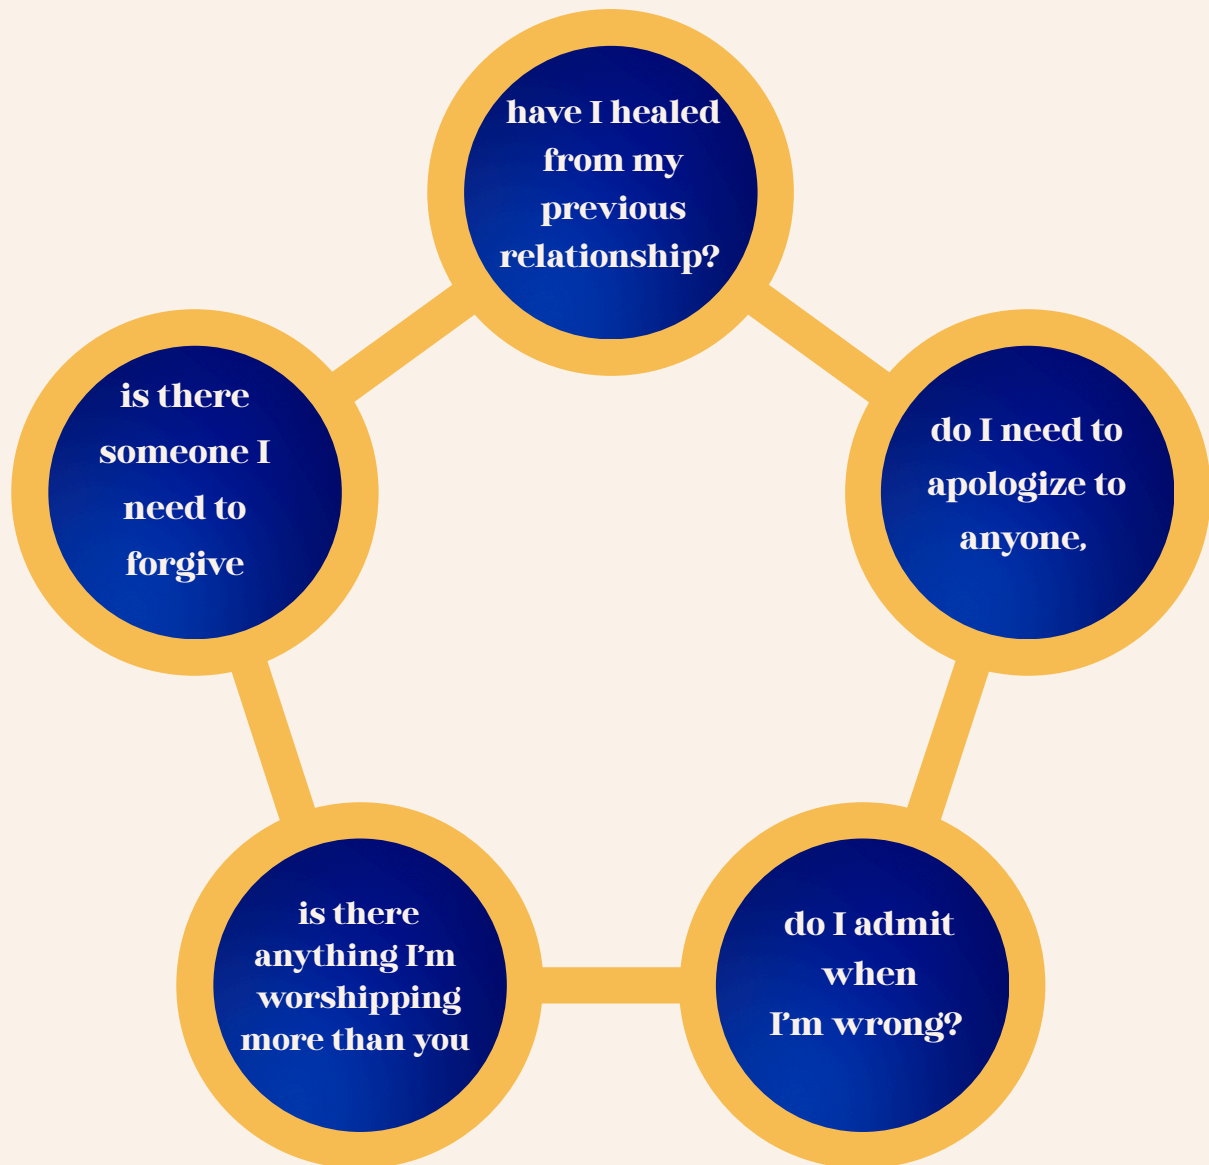 have I healed
from my
previous
relationship?
is there
someone I
need to
forgive
do I need to
apologize to
anyone,
is there
anything I'm
worshipping
more than you
do I admit
when
I'm wrong?